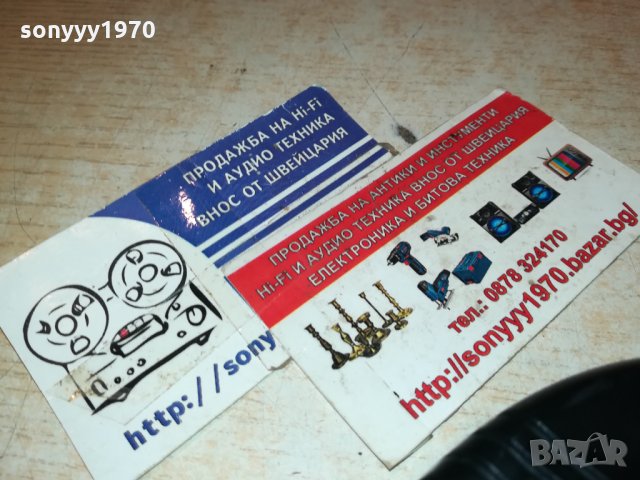 sonyyy1970
ПРОДАЖБА НА Hi-Fi
И АУДИО ТЕХНИКА
ВНОС ОТ ШВЕЙЦАРИЯ
http://sony
ПРОДАЖБА НА АНТИКИ И ИНСТРУМЕНТИ
Hi-Fi И АУДИО ТЕХНИКА ВНОС ОТ ШВЕЙЦАРИЯ
ЕЛЕКТРОНИКА И БИТОВА ТЕХНИКА
тел.: 0878 324170
http://sonyyy1970.bazar.bg/
BAZAR